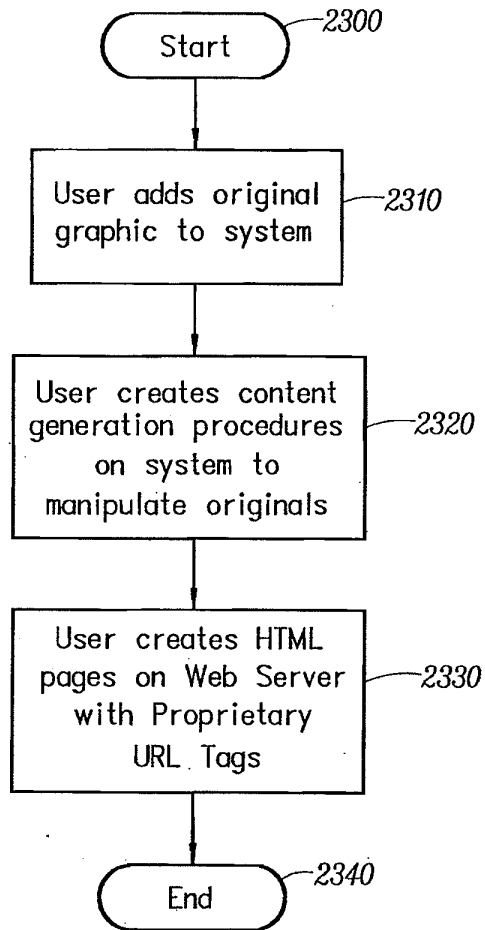 Start
2300
User adds original
graphic to system
2310
User creates content
generation procedures
on system to
manipulate originals
2320
User creates HTML
pages on Web Server
with Proprietary
URL Tags
2330
End
2340